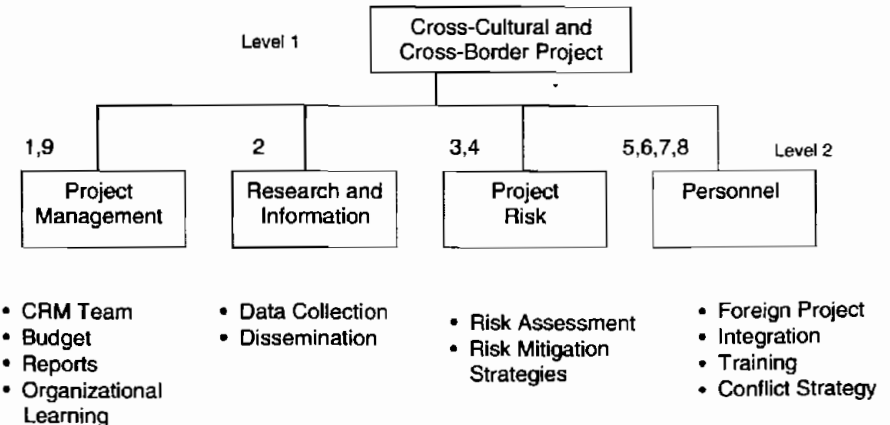 Level 1
Cross-Cultural and
Cross-Border Project
1,9
2
3,4
5,6,7,8
Level 2
Project
Management
Research and
Information
Project
Risk
Personnel
• CRM Team
• Budget
• Reports
• Organizational
Learning
• Data Collection
• Dissemination
• Risk Assessment
• Risk Mitigation
Strategies
• Foreign Project
• Integration
• Training
• Conflict Strategy